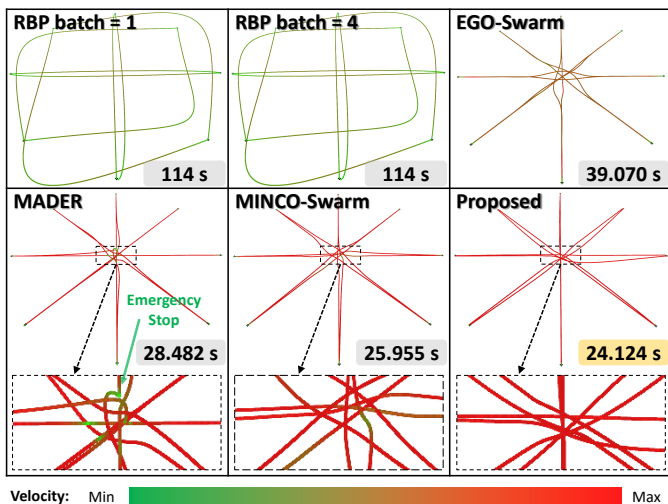 RBP batch = 1
RBP batch = 4
EGO-Swarm
114 s
114 s
39.070 s
MADER
MINCO-Swarm
Proposed
Emergency
Stop
28.482 s
25.955 s
24.124 s
Velocity: Min Max